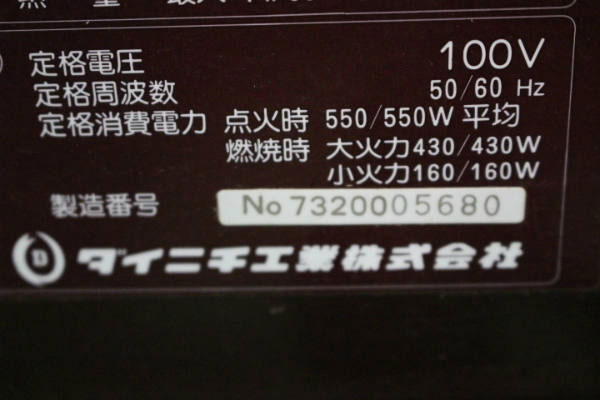 定格電圧 100V
定格周波数 50/60 Hz
定格消費電力 点火時 550/550W 平均
燃焼時 大火力430/430W
小火力160/160W
製造番号 No 7320005680
D ダイニチ工業株式会社